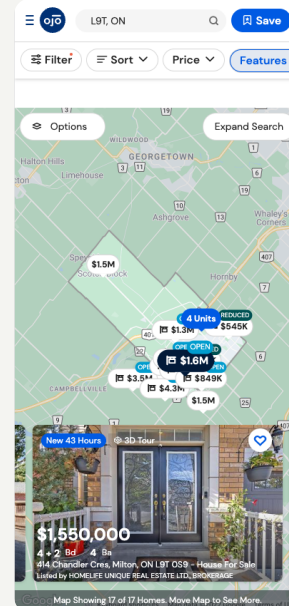 ojo
L9T, ON
Save
Filter
Sort
Price
Features
Options
Expand Search
WILDWOOD
GEORGETOWN
Halton Hills
Limehouse
Ashgrove
Whaley's
Corners
$1.5M
Hornby
4 Units
REDUCED
$545K
$1.3M
OPEN
$1.6M
$3.5M
$849K
$4.3M
$1.5M
CAMPBELLVILLE
New 43 Hours
3D Tour
$1,550,000
4 + 2 Bd 4 Ba
414 Chandler Cres, Milton, ON L9T 0S9 - House For Sale
Listed by HOMELIFE UNIQUE REAL ESTATE LTD., BROKERAGE
Map Showing 17 of 17 Homes. Move Map to See More.